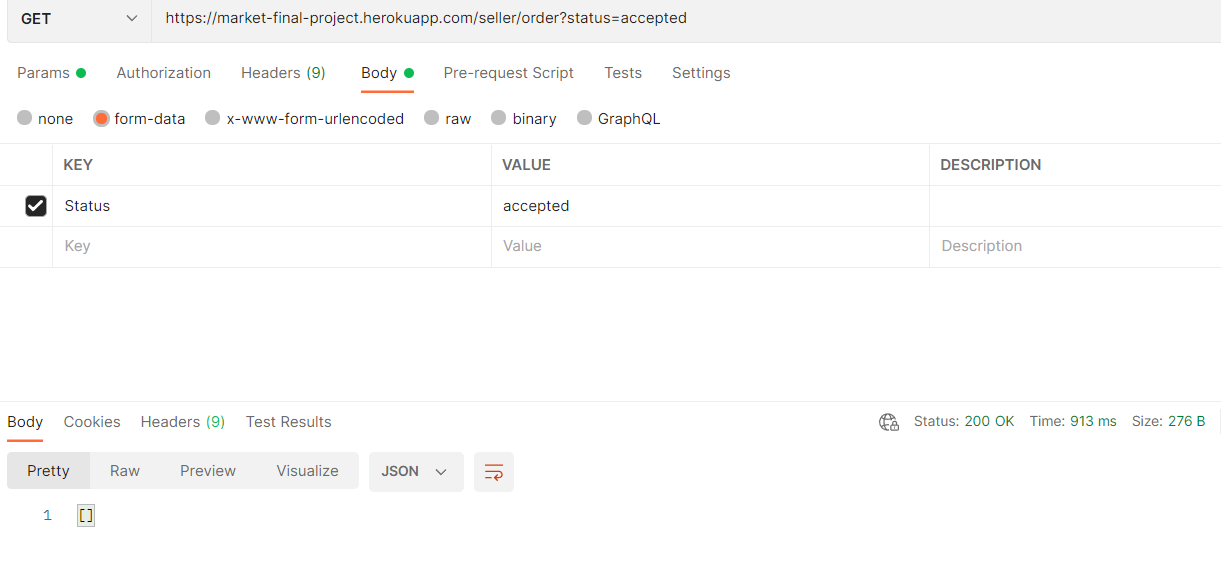 GET https://market-final-project.herokuapp.com/seller/order?status=accepted
Params Authorization Headers (9) Body Pre-request Script Tests Settings
none form-data x-www-form-urlencoded raw binary GraphQL
KEY VALUE DESCRIPTION
Status accepted
Key Value Description
Body Cookies Headers (9) Test Results Status: 200 OK Time: 913 ms Size: 276 B
Pretty Raw Preview Visualize JSON
1 []